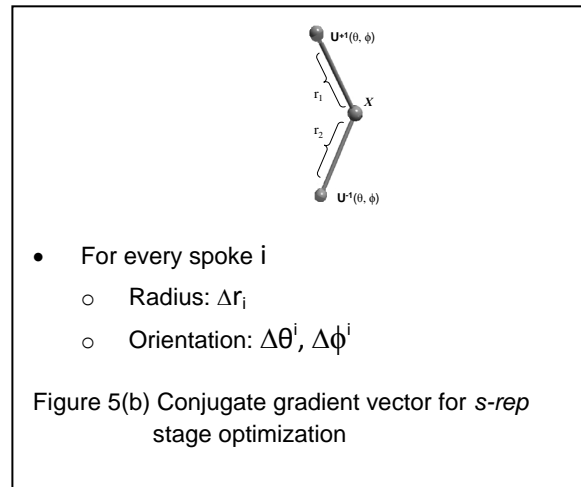 U+1(θ, ϕ)
r1
X
r2
U-1(θ, ϕ)
• For every spoke i
o Radius: Δri
o Orientation: Δθi, Δϕi
Figure 5(b) Conjugate gradient vector for s-rep
stage optimization